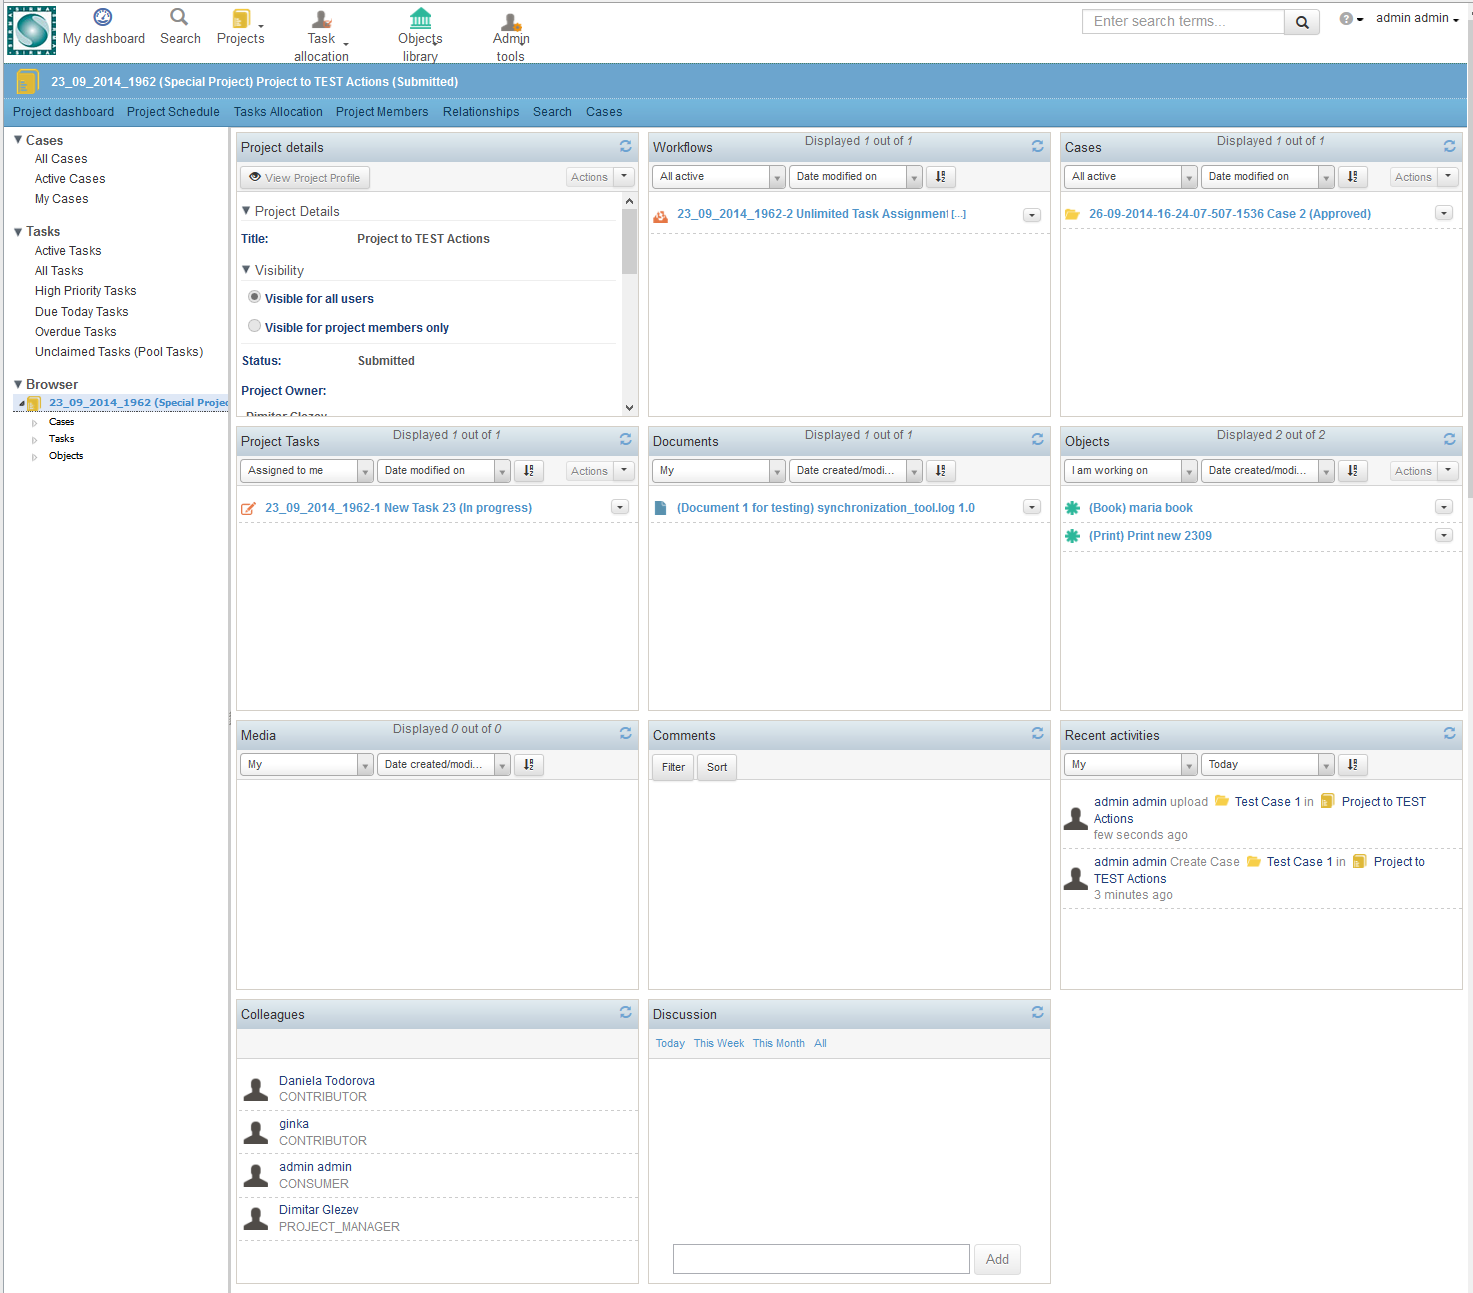 My dashboard
Search
Projects
Task allocation
Objects library
Admin tools
Enter search terms...
admin admin
23_09_2014_1962 (Special Project) Project to TEST Actions (Submitted)
Project dashboard Project Schedule Tasks Allocation Project Members Relationships Search Cases
Cases
All Cases
Active Cases
My Cases
Tasks
Active Tasks
All Tasks
High Priority Tasks
Due Today Tasks
Overdue Tasks
Unclaimed Tasks (Pool Tasks)
Browser
23_09_2014_1962 (Special Projec
Cases
Tasks
Objects
Project details
View Project Profile
Actions
Project Details
Title: Project to TEST Actions
Visibility
Visible for all users
Visible for project members only
Status: Submitted
Project Owner:
Dimitar Glezev
Workflows
Displayed 1 out of 1
All active
Date modified on
23_09_2014_1962-2 Unlimited Task Assignment [...]
Cases
Displayed 1 out of 1
All active
Date modified on
Actions
26-09-2014-16-24-07-507-1536 Case 2 (Approved)
Project Tasks
Displayed 1 out of 1
Assigned to me
Date modified on
Actions
23_09_2014_1962-1 New Task 23 (In progress)
Documents
Displayed 1 out of 1
My
Date created/modi...
(Document 1 for testing) synchronization_tool.log 1.0
Objects
Displayed 2 out of 2
I am working on
Date created/modi...
Actions
(Book) maria book
(Print) Print new 2309
Media
Displayed 0 out of 0
My
Date created/modi...
Comments
Filter
Sort
Recent activities
My
Today
admin admin upload Test Case 1 in Project to TEST
Actions
few seconds ago
admin admin Create Case Test Case 1 in Project to
TEST Actions
3 minutes ago
Colleagues
Daniela Todorova
CONTRIBUTOR
ginka
CONTRIBUTOR
admin admin
CONSUMER
Dimitar Glezev
PROJECT_MANAGER
Discussion
Today This Week This Month All
Add